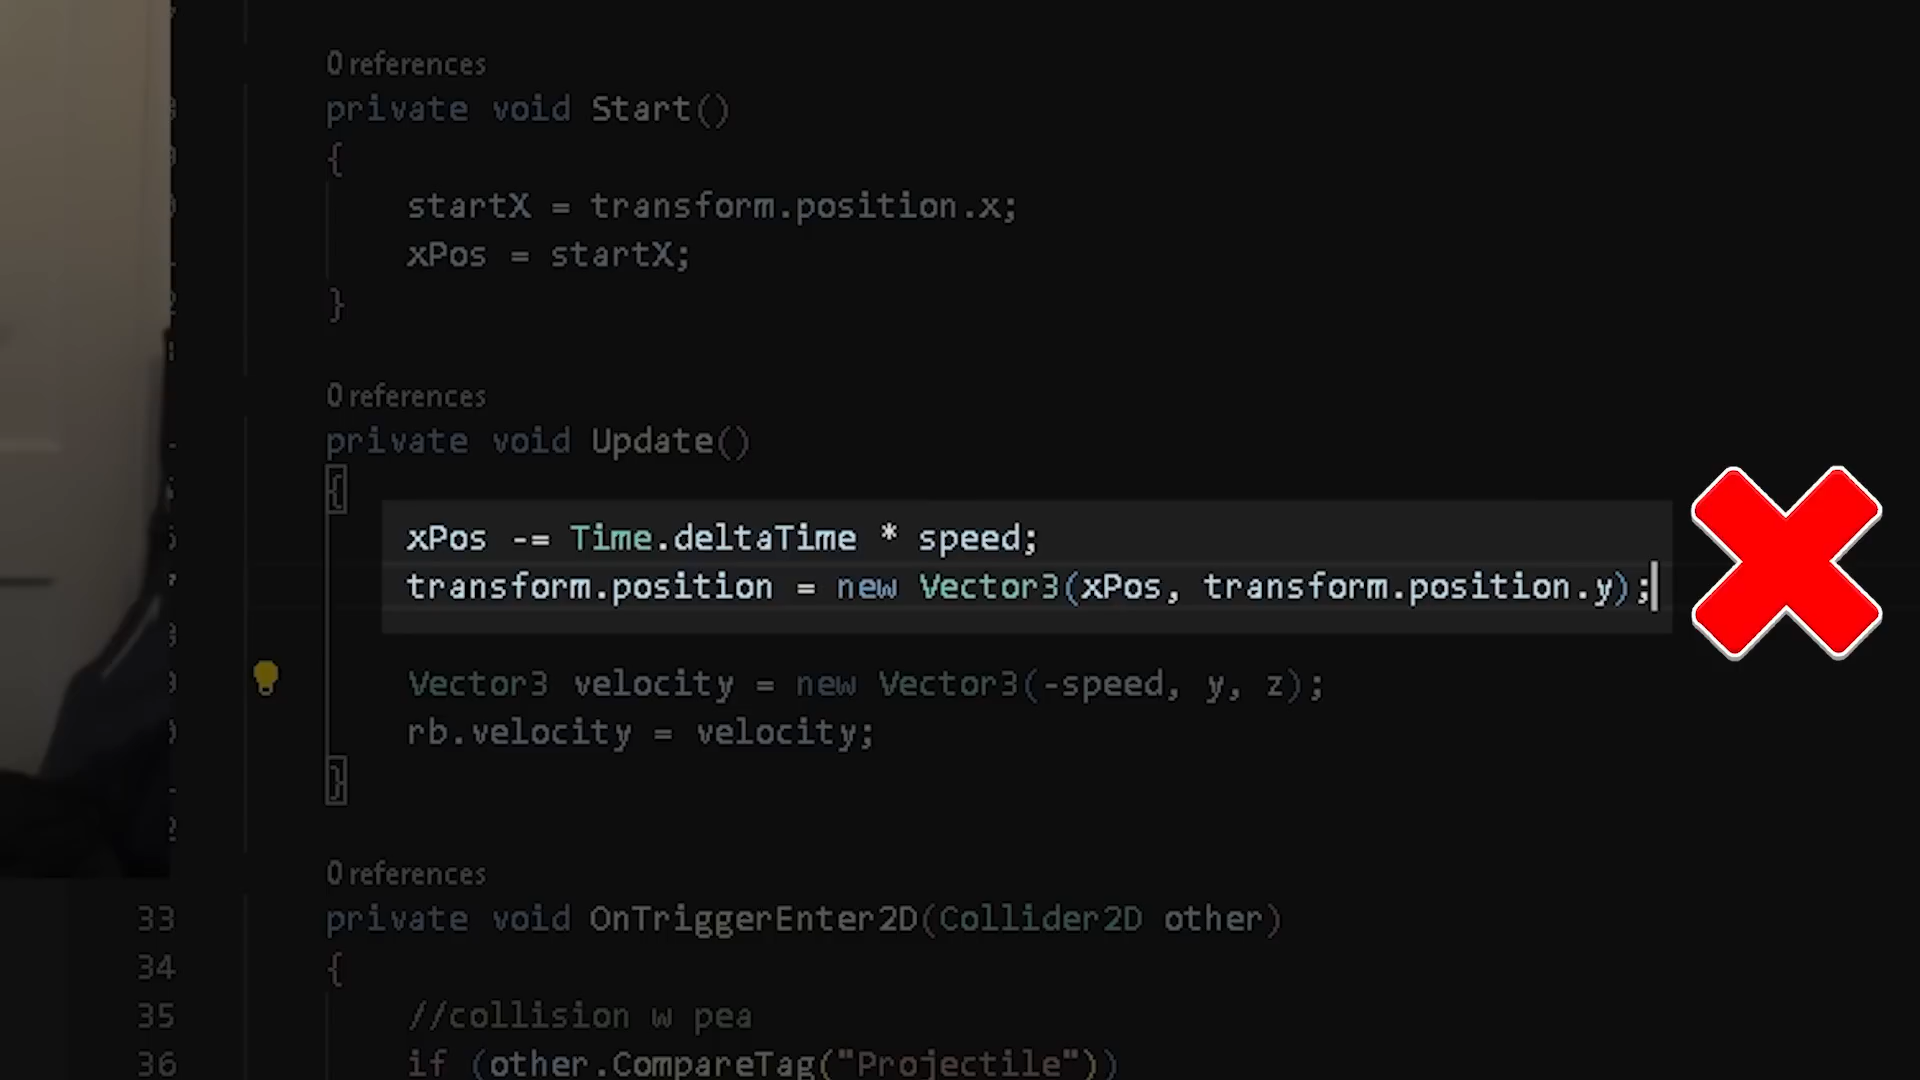 0 references
private void Start()
{
startX = transform.position.x;
xPos = startX;
}
0 references
private void Update()
{
xPos -= Time.deltaTime * speed;
transform.position = new Vector3(xPos, transform.position.y);
Vector3 velocity = new Vector3(-speed, y, z);
rb.velocity = velocity;
}
0 references
33 private void OnTriggerEnter2D(Collider2D other)
34 {
35 //collision w pea
36 if (other.CompareTag("Projectile"))